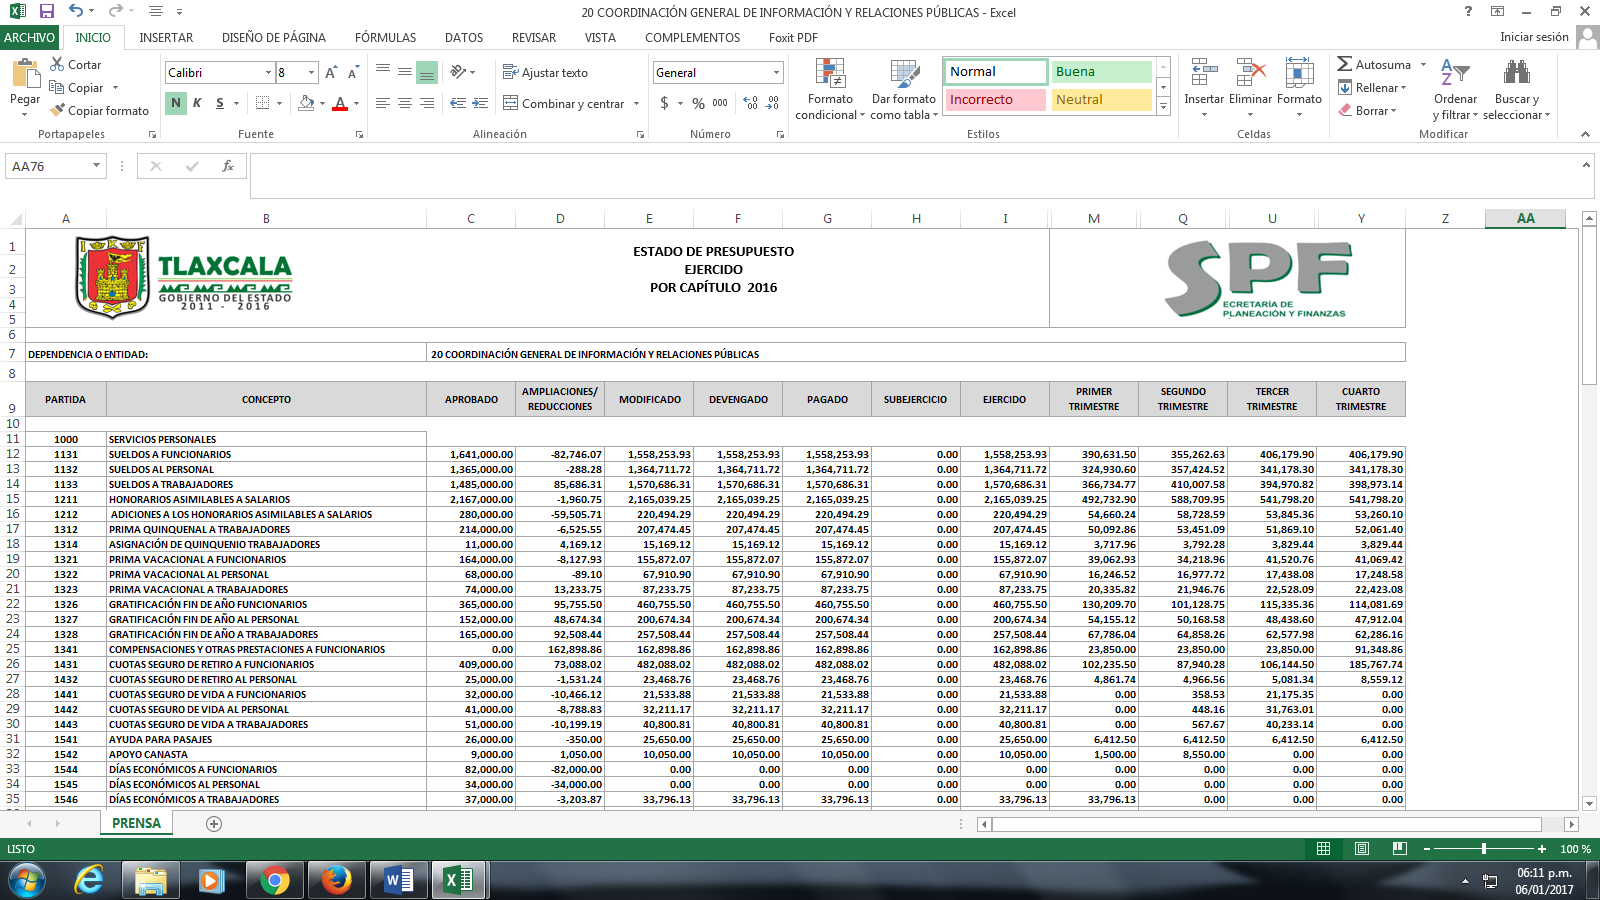 20 COORDINACIÓN GENERAL DE INFORMACIÓN Y RELACIONES PÚBLICAS - Excel
ARCHIVO INICIO INSERTAR DISEÑO DE PÁGINA FÓRMULAS DATOS REVISAR VISTA COMPLEMENTOS Foxit PDF Iniciar sesión
Pegar
Cortar
Copiar
Copiar formato
Portapapeles
Calibri 8
N K S
Fuente
Ajustar texto
Combinar y centrar
Alineación
General
$ % 000
Número
Formato condicional
Dar formato como tabla
Normal Buena
Incorrecto Neutral
Estilos
Insertar Eliminar Formato
Celdas
Autosuma
Rellenar
Borrar
Ordenar y filtrar
Buscar y seleccionar
Modificar
AA76 fx
A B C D E F G H I M Q U Y Z AA
TLAXCALA
GOBIERNO DEL ESTADO
2011 - 2016
ESTADO DE PRESUPUESTO
EJERCIDO
POR CAPÍTULO 2016
SPF
ECRETARÍA DE
PLANEACIÓN Y FINANZAS
1
2
3
4
5
6
7 DEPENDENCIA O ENTIDAD: 20 COORDINACIÓN GENERAL DE INFORMACIÓN Y RELACIONES PÚBLICAS
8
9 PARTIDA CONCEPTO APROBADO AMPLIACIONES/ REDUCCIONES MODIFICADO DEVENGADO PAGADO SUBEJERCICIO EJERCIDO PRIMER TRIMESTRE SEGUNDO TRIMESTRE TERCER TRIMESTRE CUARTO TRIMESTRE
10
11 1000 SERVICIOS PERSONALES
12 1131 SUELDOS A FUNCIONARIOS 1,641,000.00 -82,746.07 1,558,253.93 1,558,253.93 1,558,253.93 0.00 1,558,253.93 390,631.50 355,262.63 406,179.90 406,179.90
13 1132 SUELDOS AL PERSONAL 1,365,000.00 -288.28 1,364,711.72 1,364,711.72 1,364,711.72 0.00 1,364,711.72 324,930.60 357,424.52 341,178.30 341,178.30
14 1133 SUELDOS A TRABAJADORES 1,485,000.00 85,686.31 1,570,686.31 1,570,686.31 1,570,686.31 0.00 1,570,686.31 366,734.77 410,007.58 394,970.82 398,973.14
15 1211 HONORARIOS ASIMILABLES A SALARIOS 2,167,000.00 -1,960.75 2,165,039.25 2,165,039.25 2,165,039.25 0.00 2,165,039.25 492,732.90 588,709.95 541,798.20 541,798.20
16 1212 ADICIONES A LOS HONORARIOS ASIMILABLES A SALARIOS 280,000.00 -59,505.71 220,494.29 220,494.29 220,494.29 0.00 220,494.29 54,660.24 58,728.59 53,845.36 53,260.10
17 1312 PRIMA QUINQUENAL A TRABAJADORES 214,000.00 -6,525.55 207,474.45 207,474.45 207,474.45 0.00 207,474.45 50,092.86 53,451.09 51,869.10 52,061.40
18 1314 ASIGNACIÓN DE QUINQUENIO TRABAJADORES 11,000.00 4,169.12 15,169.12 15,169.12 15,169.12 0.00 15,169.12 3,717.96 3,792.28 3,829.44 3,829.44
19 1321 PRIMA VACACIONAL A FUNCIONARIOS 164,000.00 -8,127.93 155,872.07 155,872.07 155,872.07 0.00 155,872.07 39,062.93 34,218.96 41,520.76 41,069.42
20 1322 PRIMA VACACIONAL AL PERSONAL 68,000.00 -89.10 67,910.90 67,910.90 67,910.90 0.00 67,910.90 16,246.52 16,977.72 17,438.08 17,248.58
21 1323 PRIMA VACACIONAL A TRABAJADORES 74,000.00 13,233.75 87,233.75 87,233.75 87,233.75 0.00 87,233.75 20,335.82 21,946.76 22,528.09 22,423.08
22 1326 GRATIFICACIÓN FIN DE AÑO FUNCIONARIOS 365,000.00 95,755.50 460,755.50 460,755.50 460,755.50 0.00 460,755.50 130,209.70 101,128.75 115,335.36 114,081.69
23 1327 GRATIFICACIÓN FIN DE AÑO AL PERSONAL 152,000.00 48,674.34 200,674.34 200,674.34 200,674.34 0.00 200,674.34 54,155.12 50,168.58 48,438.60 47,912.04
24 1328 GRATIFICACIÓN FIN DE AÑO A TRABAJADORES 165,000.00 92,508.44 257,508.44 257,508.44 257,508.44 0.00 257,508.44 67,786.04 64,858.26 62,577.98 62,286.16
25 1341 COMPENSACIONES Y OTRAS PRESTACIONES A FUNCIONARIOS 0.00 162,898.86 162,898.86 162,898.86 162,898.86 0.00 162,898.86 23,850.00 23,850.00 23,850.00 91,348.86
26 1431 CUOTAS SEGURO DE RETIRO A FUNCIONARIOS 409,000.00 73,088.02 482,088.02 482,088.02 482,088.02 0.00 482,088.02 102,235.50 87,940.28 106,144.50 185,767.74
27 1432 CUOTAS SEGURO DE RETIRO AL PERSONAL 25,000.00 -1,531.24 23,468.76 23,468.76 23,468.76 0.00 23,468.76 4,861.74 4,966.56 5,081.34 8,559.12
28 1441 CUOTAS SEGURO DE VIDA A FUNCIONARIOS 32,000.00 -10,466.12 21,533.88 21,533.88 21,533.88 0.00 21,533.88 0.00 358.53 21,175.35 0.00
29 1442 CUOTAS SEGURO DE VIDA AL PERSONAL 41,000.00 -8,788.83 32,211.17 32,211.17 32,211.17 0.00 32,211.17 0.00 448.16 31,763.01 0.00
30 1443 CUOTAS SEGURO DE VIDA A TRABAJADORES 51,000.00 -10,199.19 40,800.81 40,800.81 40,800.81 0.00 40,800.81 0.00 567.67 40,233.14 0.00
31 1541 AYUDA PARA PASAJES 26,000.00 -350.00 25,650.00 25,650.00 25,650.00 0.00 25,650.00 6,412.50 6,412.50 6,412.50 6,412.50
32 1542 APOYO CANASTA 9,000.00 1,050.00 10,050.00 10,050.00 10,050.00 0.00 10,050.00 1,500.00 8,550.00 0.00 0.00
33 1544 DÍAS ECONÓMICOS A FUNCIONARIOS 82,000.00 -82,000.00 0.00 0.00 0.00 0.00 0.00 0.00 0.00 0.00 0.00
34 1545 DÍAS ECONÓMICOS AL PERSONAL 34,000.00 -34,000.00 0.00 0.00 0.00 0.00 0.00 0.00 0.00 0.00 0.00
35 1546 DÍAS ECONÓMICOS A TRABAJADORES 37,000.00 -3,203.87 33,796.13 33,796.13 33,796.13 0.00 33,796.13 33,796.13 0.00 0.00 0.00
PRENSA
LISTO 100 %
06:11 p.m.
06/01/2017